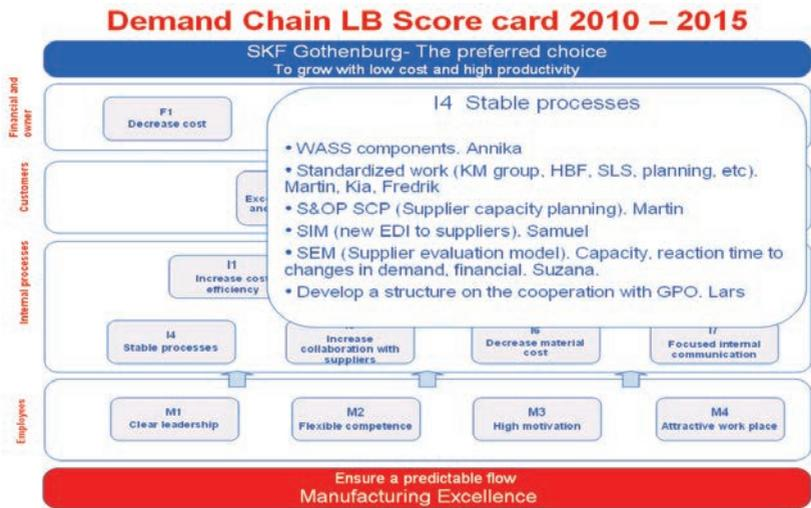 Demand Chain LB Score card 2010 – 2015
SKF Gothenburg- The preferred choice
To grow with low cost and high productivity
Financial and
owner
F1
Decrease cost
I4 Stable processes
• WASS components. Annika
• Standardized work (KM group, HBF, SLS, planning, etc).
Martin, Kia, Fredrik
• S&OP SCP (Supplier capacity planning). Martin
• SIM (new EDI to suppliers). Samuel
• SEM (Supplier evaluation model). Capacity, reaction time to
changes in demand, financial. Suzana.
• Develop a structure on the cooperation with GPO. Lars
Customers
Internal processes
I1
Increase cost
efficiency
I4
Stable processes
Increase
collaboration with
suppliers
I6
Decrease material
cost
I7
Focused internal
communication
Employees
M1
Clear leadership
M2
Flexible competence
M3
High motivation
M4
Attractive work place
Ensure a predictable flow
Manufacturing Excellence